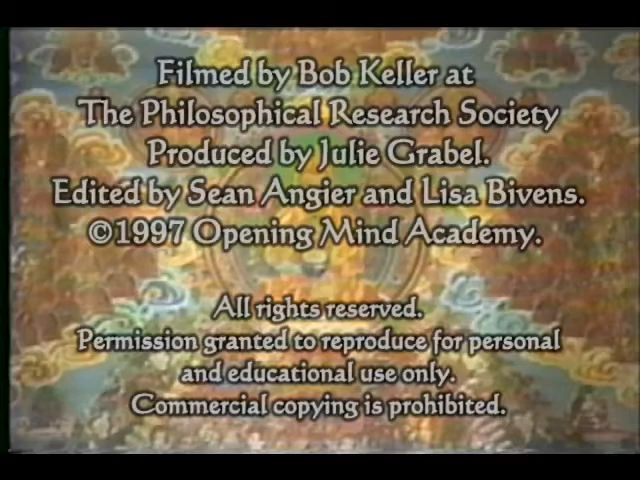 Filmed by Bob Keller at
The Philosophical Research Society
Produced by Julie Grabel.
Edited by Sean Angier and Lisa Bivens.
©1997 Opening Mind Academy.
All rights reserved.
Permission granted to reproduce for personal
and educational use only.
Commercial copying is prohibited.